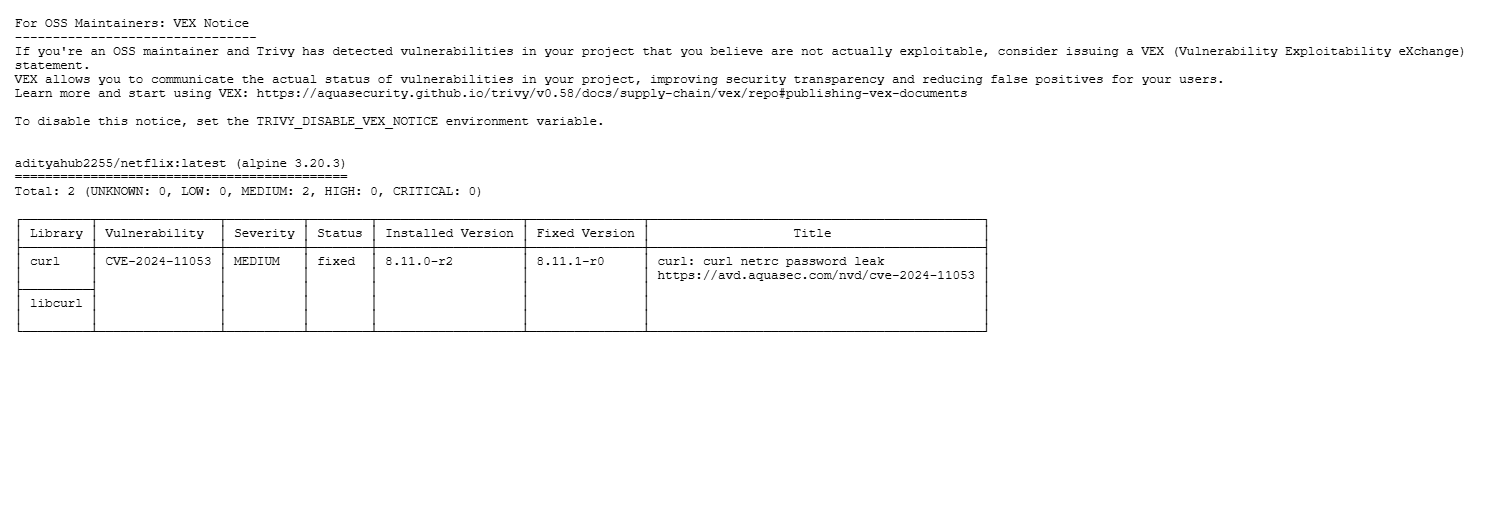 For OSS Maintainers: VEX Notice
--------------------------------
If you're an OSS maintainer and Trivy has detected vulnerabilities in your project that you believe are not actually exploitable, consider issuing a VEX (Vulnerability Exploitability eXchange)
statement.
VEX allows you to communicate the actual status of vulnerabilities in your project, improving security transparency and reducing false positives for your users.
Learn more and start using VEX: https://aquasecurity.github.io/trivy/v0.58/docs/supply-chain/vex/repo#publishing-vex-documents
To disable this notice, set the TRIVY_DISABLE_VEX_NOTICE environment variable.
adityahub2255/netflix:latest (alpine 3.20.3)
============================================
Total: 2 (UNKNOWN: 0, LOW: 0, MEDIUM: 2, HIGH: 0, CRITICAL: 0)
Library Vulnerability Severity Status Installed Version Fixed Version Title
curl CVE-2024-11053 MEDIUM fixed 8.11.0-r2 8.11.1-r0 curl: curl netrc password leak
https://avd.aquasec.com/nvd/cve-2024-11053
libcurl